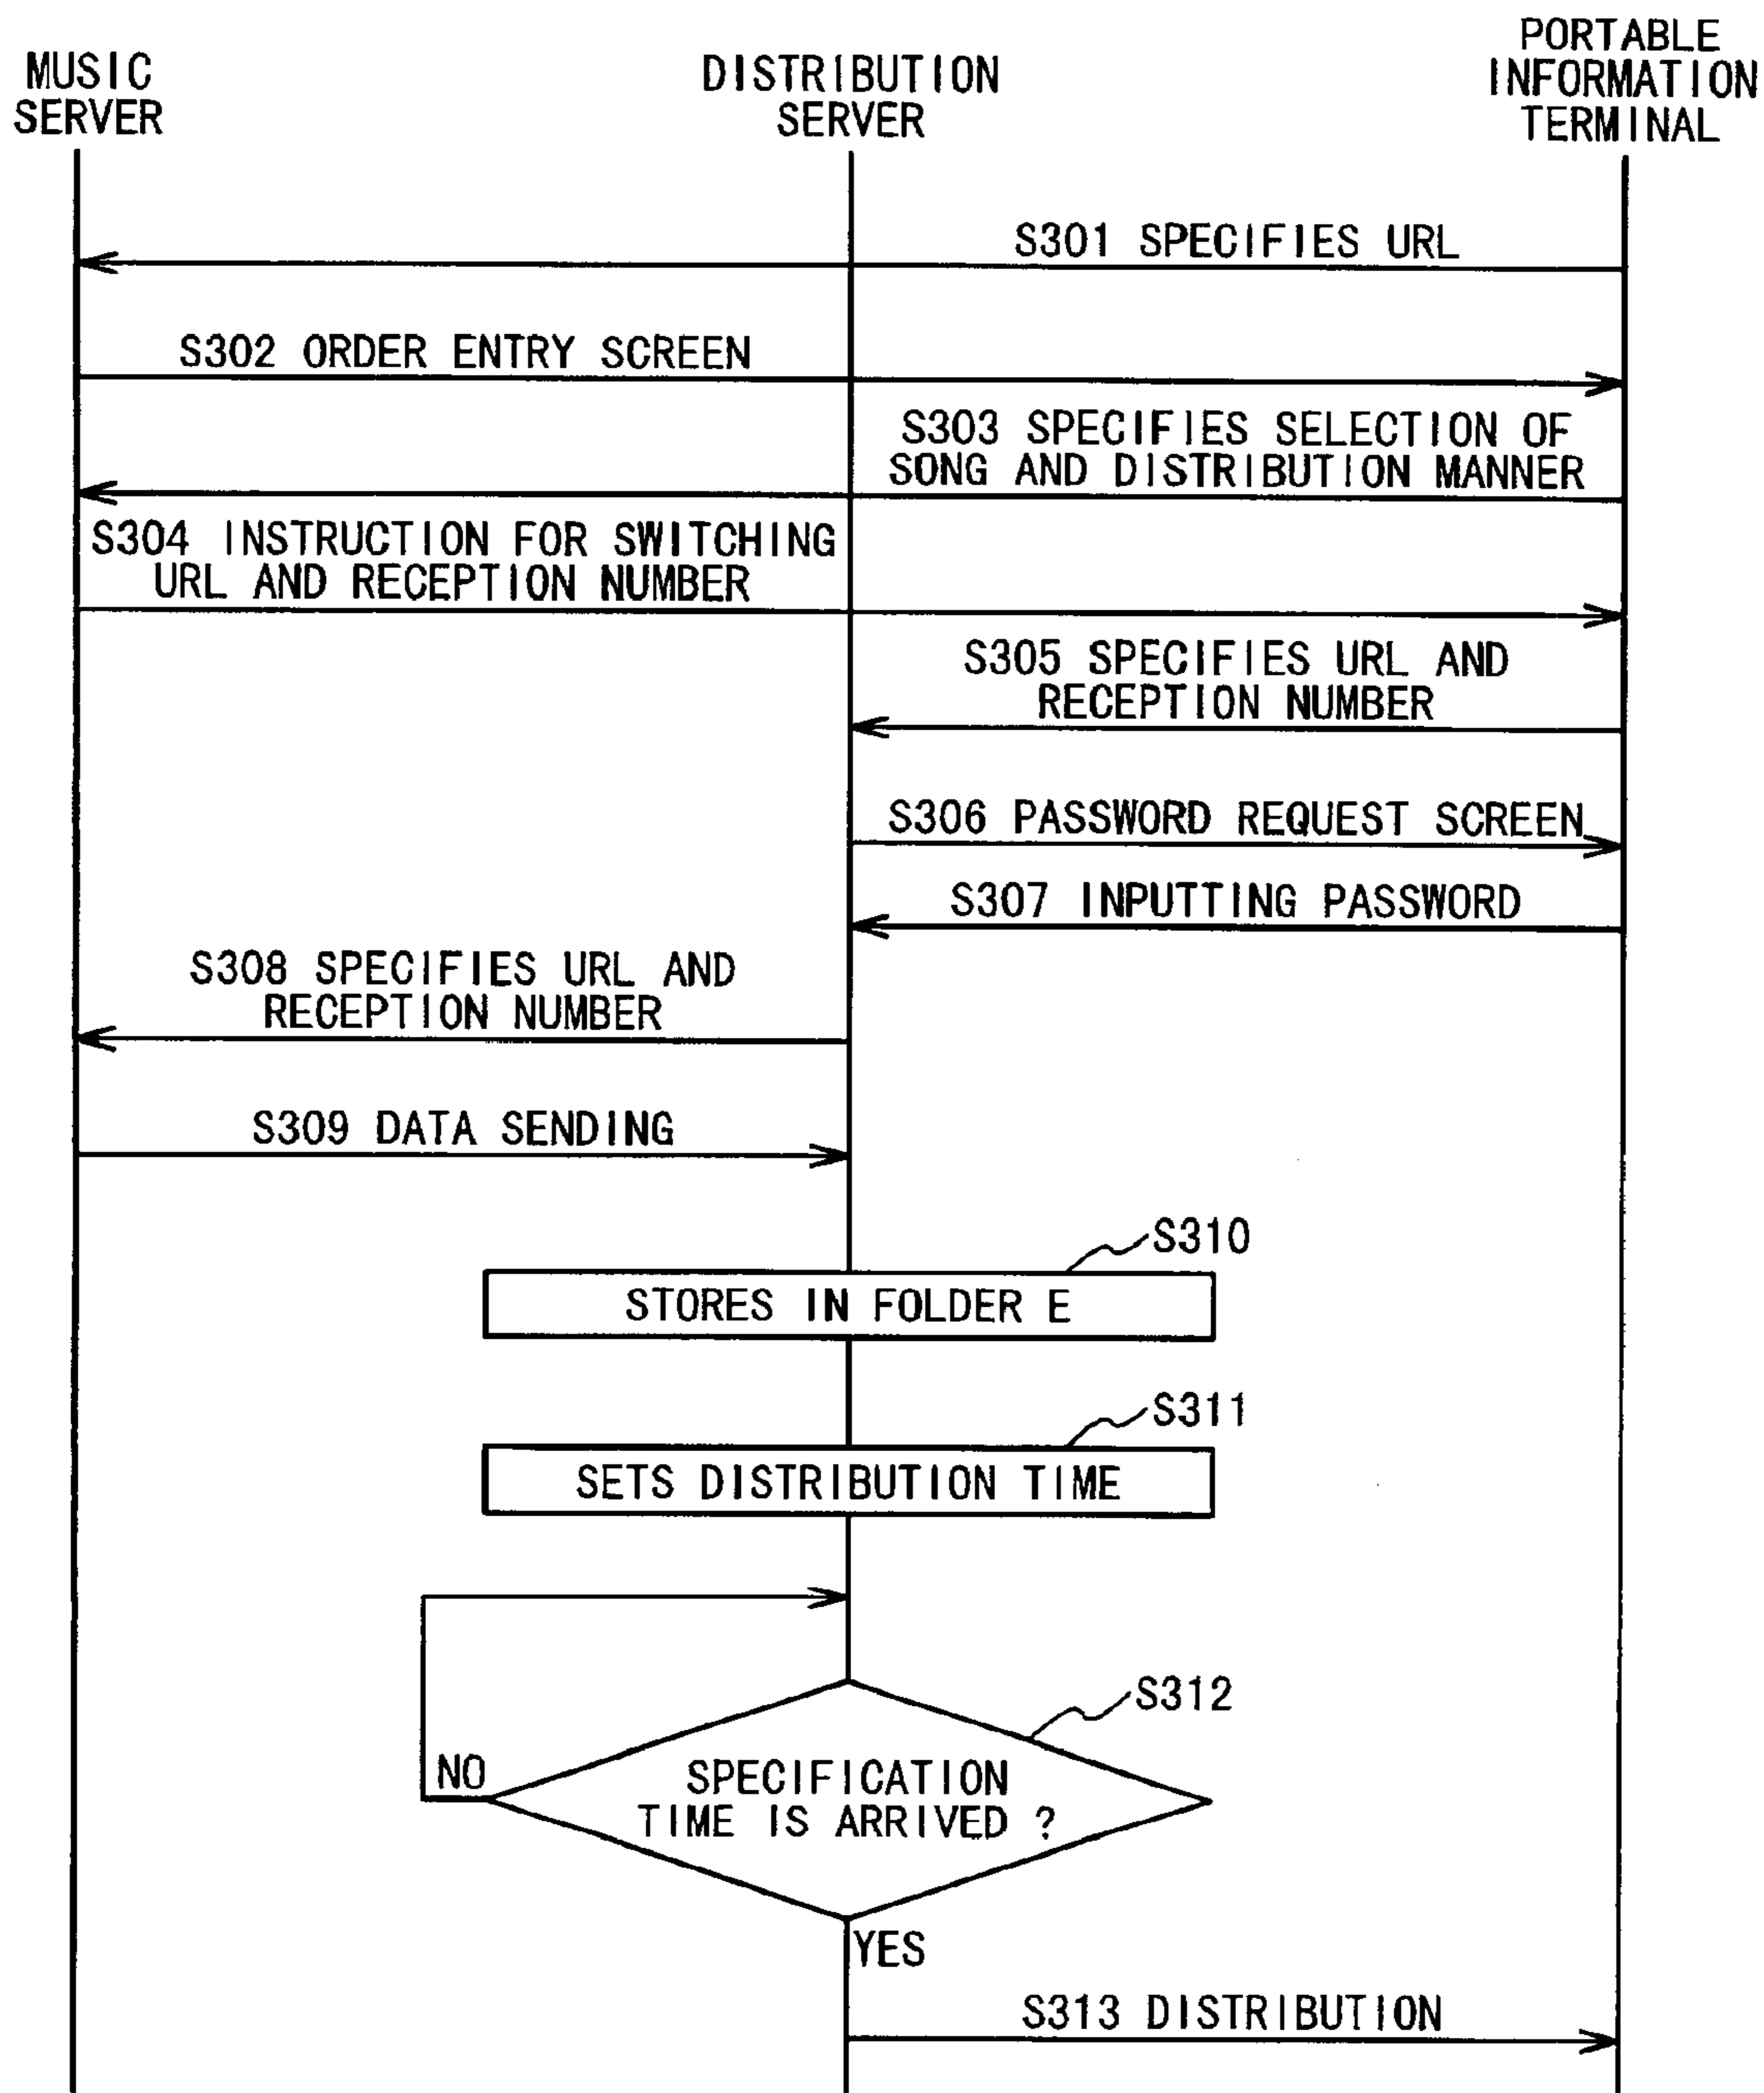 MUSIC
SERVER
DISTRIBUTION
SERVER
PORTABLE
INFORMATION
TERMINAL
S301 SPECIFIES URL
S302 ORDER ENTRY SCREEN
S303 SPECIFIES SELECTION OF
SONG AND DISTRIBUTION MANNER
S304 INSTRUCTION FOR SWITCHING
URL AND RECEPTION NUMBER
S305 SPECIFIES URL AND
RECEPTION NUMBER
S306 PASSWORD REQUEST SCREEN
S307 INPUTTING PASSWORD
S308 SPECIFIES URL AND
RECEPTION NUMBER
S309 DATA SENDING
S310
STORES IN FOLDER E
S311
SETS DISTRIBUTION TIME
S312
NO
SPECIFICATION
TIME IS ARRIVED ?
YES
S313 DISTRIBUTION